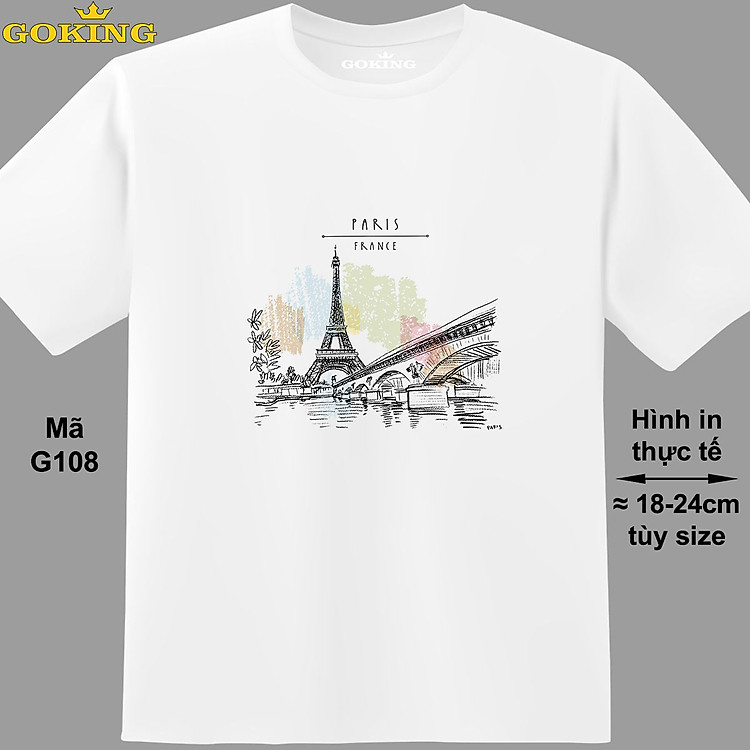 GOKING
GOKING
PARIS
FRANCE
Mã
G108
Hình in
thực tế
≈ 18-24cm
tùy size
PARIS